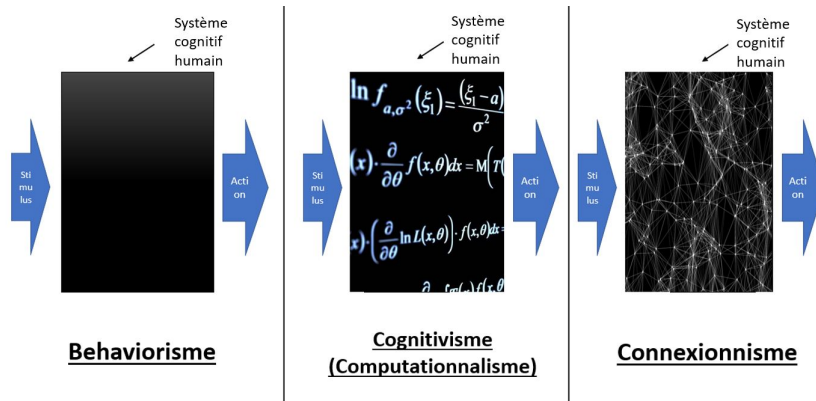 Système
cognitif
humain
Sti
mu
lus
Acti
on
Behaviorisme
Système
cognitif
humain
Sti
mu
lus
ln f_{a,σ²}(ξ₁) = (ξ₁ - a) / σ²
(x) · ∂/∂θ f(x,θ)dx = M(T(
x) · (∂/∂θ ln L(x,θ)) · f(x,θ)dx =
Acti
on
Cognitivisme
(Computationnalisme)
Système
cognitif
humain
Sti
mu
lus
Acti
on
Connexionnisme